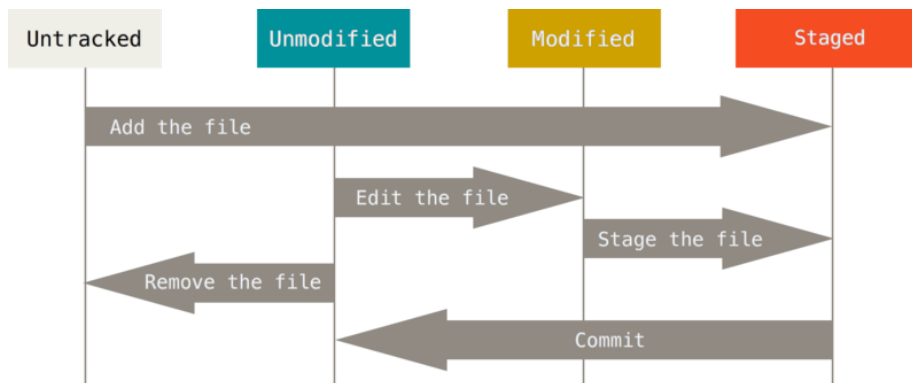 Untracked
Unmodified
Modified
Staged
Add the file
Edit the file
Stage the file
Remove the file
Commit